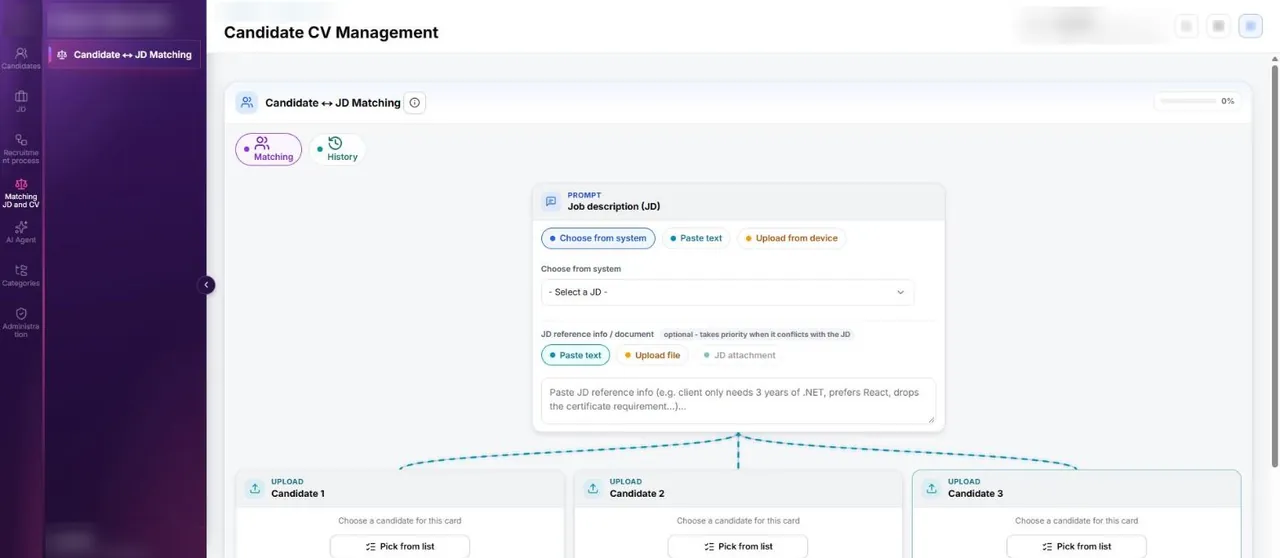 Candidate CV Management
Candidates
JD
Recruitme
nt process
Matching
JD and CV
AI Agent
Categories
Administra
tion
Candidate ↔ JD Matching
Candidate ↔ JD Matching
0%
Matching
History
PROMPT
Job description (JD)
Choose from system
Paste text
Upload from device
Choose from system
- Select a JD -
JD reference info / document optional - takes priority when it conflicts with the JD
Paste text
Upload file
JD attachment
Paste JD reference info (e.g. client only needs 3 years of .NET, prefers React, drops
the certificate requirement...)...
UPLOAD
Candidate 1
Choose a candidate for this card
Pick from list
UPLOAD
Candidate 2
Choose a candidate for this card
Pick from list
UPLOAD
Candidate 3
Choose a candidate for this card
Pick from list